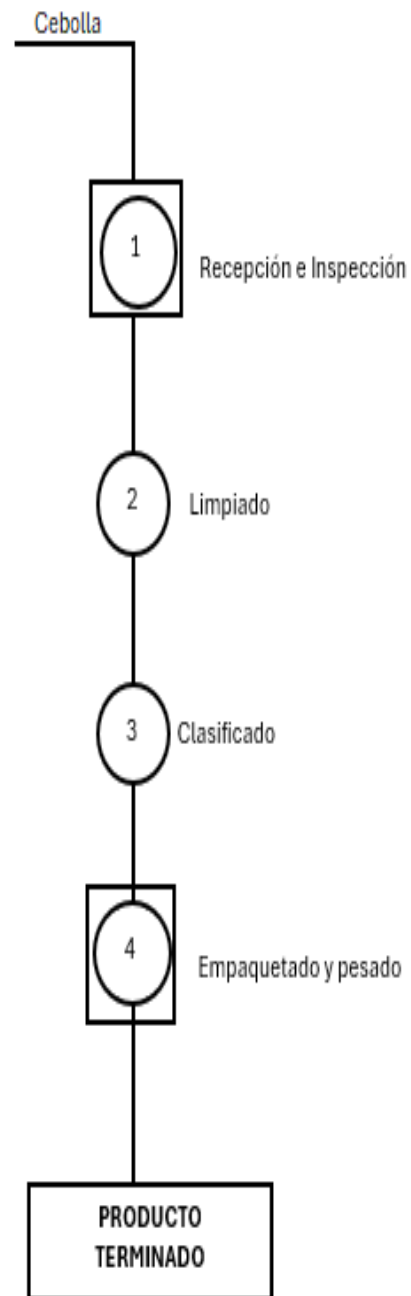 Cebolla
1
Recepción e Inspección
2
Limpiado
3
Clasificado
4
Empaquetado y pesado
PRODUCTO
TERMINADO